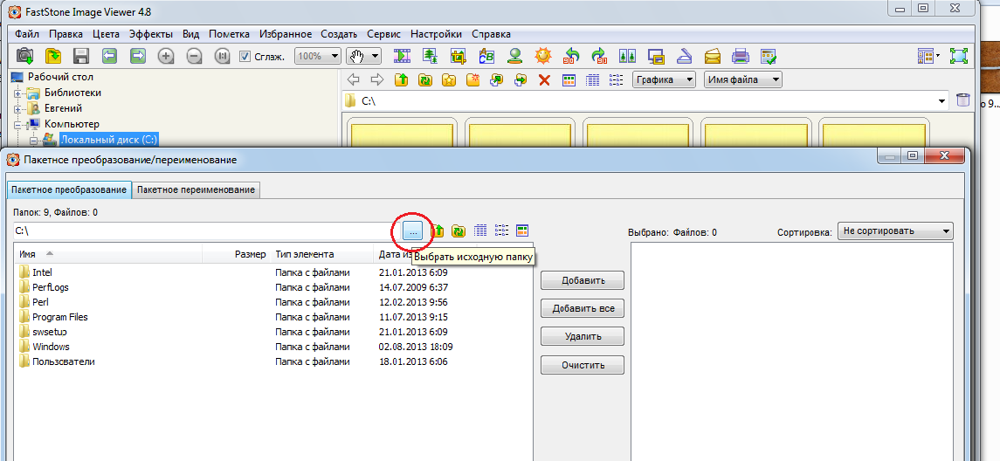 FastStone Image Viewer 4.8
Файл Правка Цвета Эффекты Вид Пометка Избранное Создать Сервис Настройки Справка
Сглаж. 100%
Рабочий стол
Библиотеки
Евгений
Компьютер
Локальный диск (C:)
Графика Имя файла
C:\
о 9...
Пакетное преобразование/переименование
Пакетное преобразование Пакетное переименование
Папок: 9, Файлов: 0
C:\ ...
Выбрано: Файлов: 0 Сортировка: Не сортировать
Имя Размер Тип элемента Дата из
Выбрать исходную папку
Intel Папка с файлами 21.01.2013 6:09
PerfLogs Папка с файлами 14.07.2009 6:37
Perl Папка с файлами 12.02.2013 9:56
Program Files Папка с файлами 11.07.2013 9:15
swsetup Папка с файлами 21.01.2013 6:09
Windows Папка с файлами 02.08.2013 18:09
Пользователи Папка с файлами 18.01.2013 6:06
Добавить
Добавить все
Удалить
Очистить